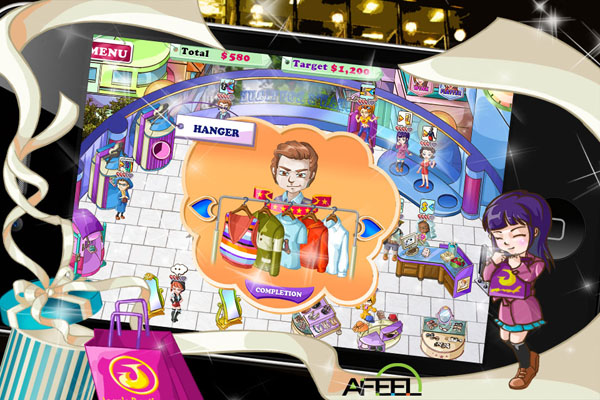 MENU
Total $580
Target $1,200
HANGER
COMPLETION
J
AFEEL